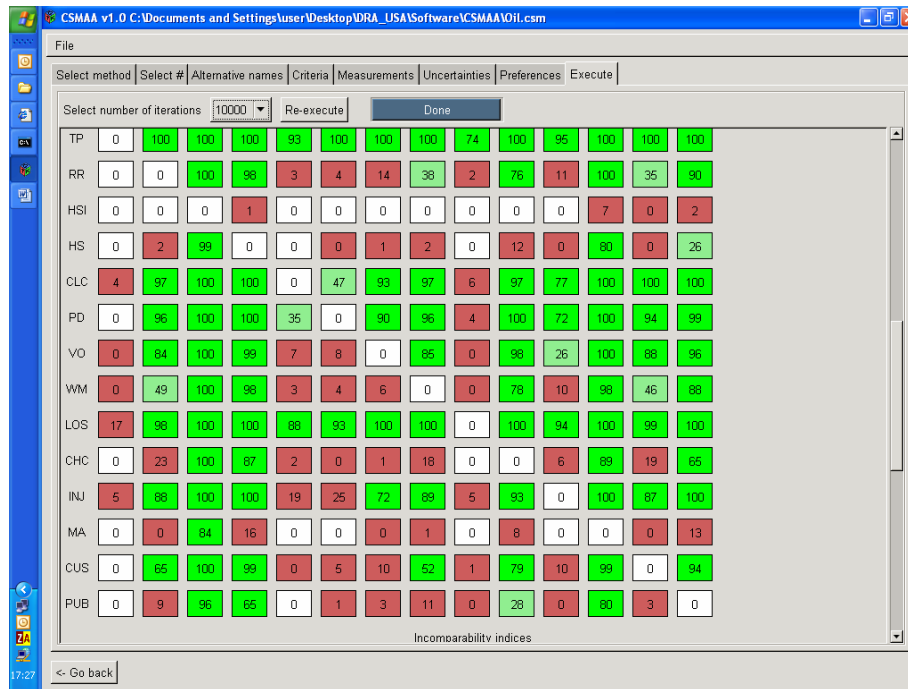 CSMAA v1.0 C:\Documents and Settings\user\Desktop\DRA_USA\Software\CSMAA\Oil.csm
File
Select method Select # Alternative names Criteria Measurements Uncertainties Preferences Execute
Select number of iterations 10000 Re-execute Done
TP 0 100 100 100 93 100 100 100 74 100 95 100 100 100
RR 0 0 100 98 3 4 14 38 2 76 11 100 35 90
HSI 0 0 0 1 0 0 0 0 0 0 0 7 0 2
HS 0 2 99 0 0 0 1 2 0 12 0 80 0 26
CLC 4 97 100 100 0 47 93 97 6 97 77 100 100 100
PD 0 96 100 100 35 0 90 96 4 100 72 100 94 99
VO 0 84 100 99 7 8 0 85 0 98 26 100 88 96
WM 0 49 100 98 3 4 6 0 0 78 10 98 46 88
LOS 17 98 100 100 88 93 100 100 0 100 94 100 99 100
CHC 0 23 100 87 2 0 1 18 0 0 6 89 19 65
INJ 5 88 100 100 19 25 72 89 5 93 0 100 87 100
MA 0 0 84 16 0 0 0 1 0 8 0 0 0 13
CUS 0 65 100 99 0 5 10 52 1 79 10 99 0 94
PUB 0 9 96 65 0 1 3 11 0 28 0 80 3 0
Incomparability indices
<- Go back
ZA
17:27